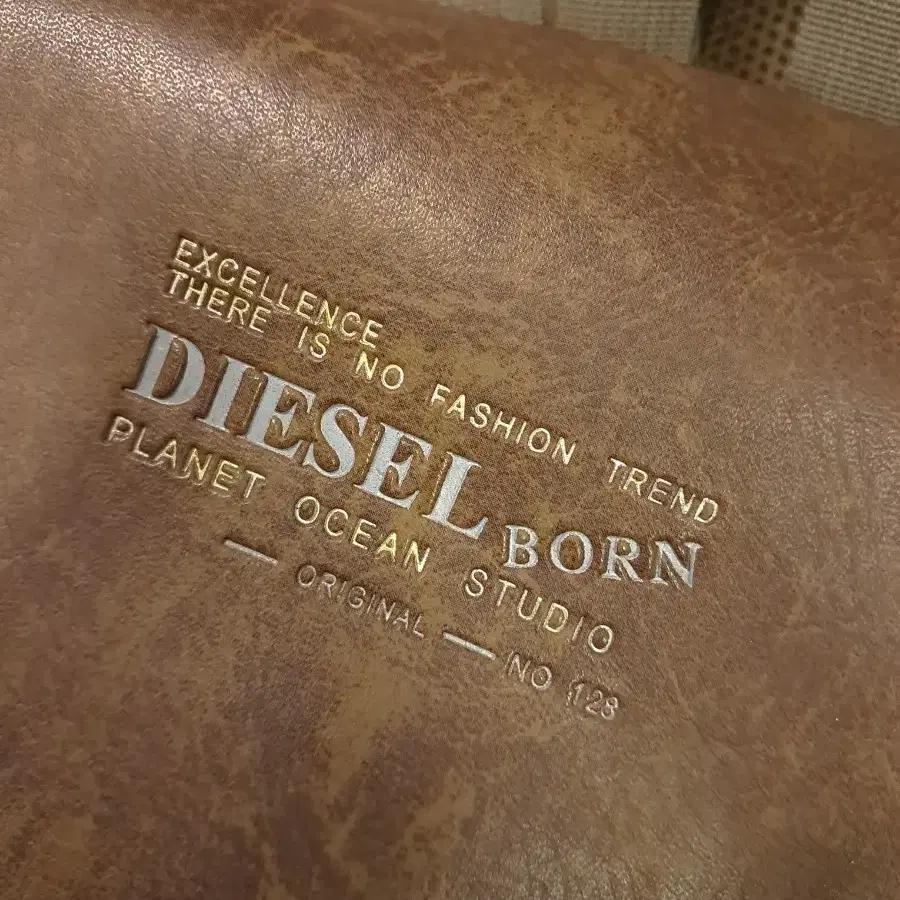 EXCELLENCE
THERE IS NO FASHION TREND
DIESEL BORN
PLANET OCEAN STUDIO
— ORIGINAL — NO 128